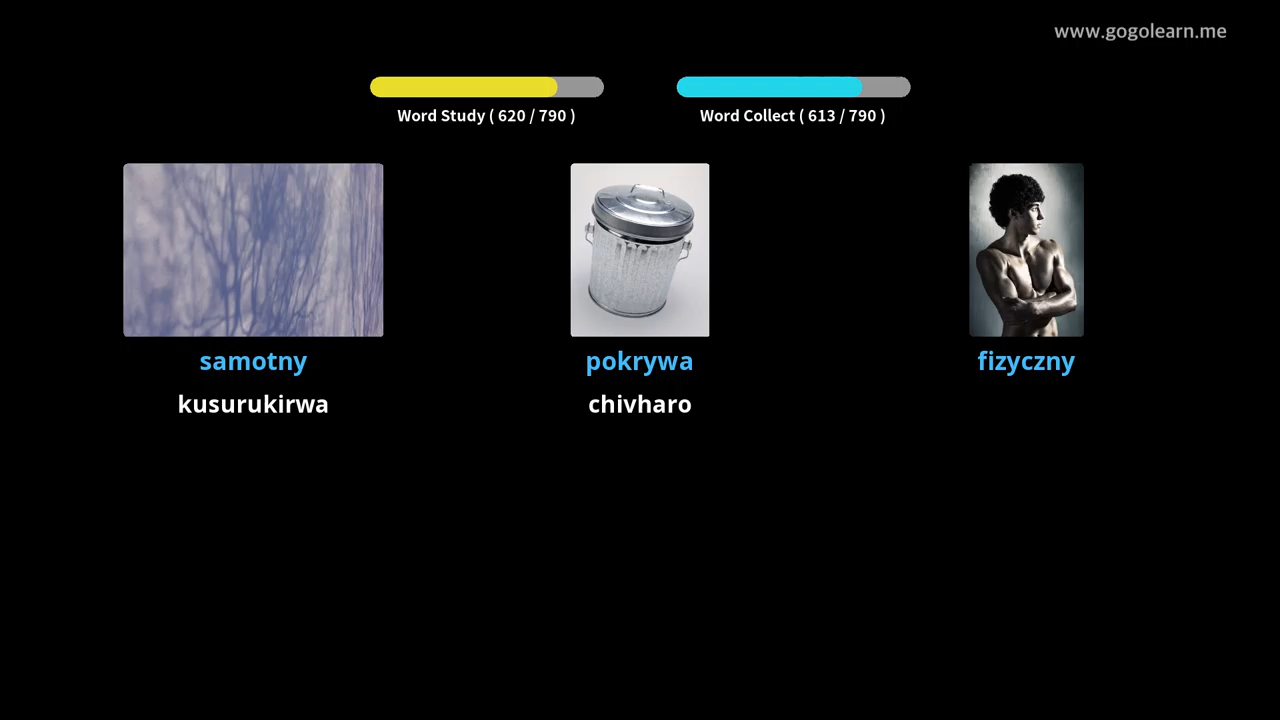 www.gogolearn.me
Word Study ( 620 / 790 )
Word Collect ( 613 / 790 )
samotny
pokrywa
fizyczny
kusurukirwa
chivharo